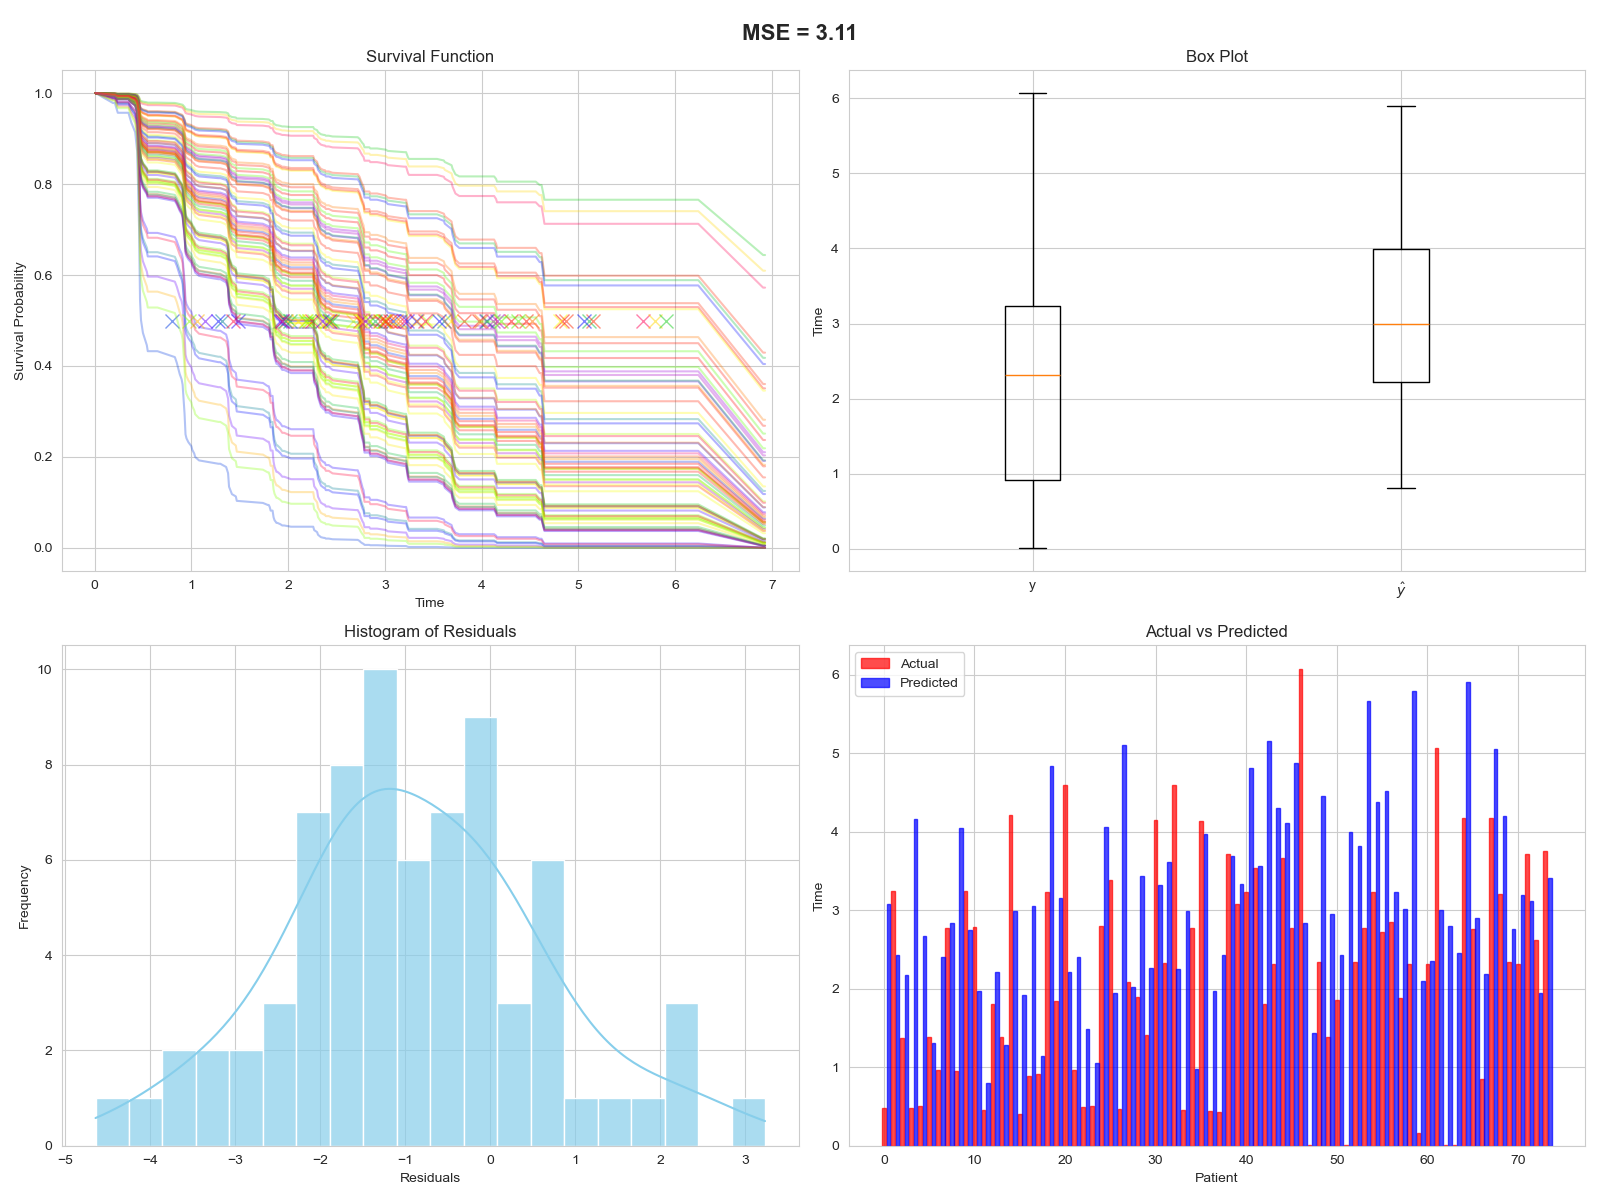 MSE = 3.11
Survival Function
Survival Probability
1.0
0.8
0.6
0.4
0.2
0.0
0 1 2 3 4 5 6 7
Time
Box Plot
Time
6
5
4
3
2
1
0
y ŷ
Histogram of Residuals
Frequency
10
8
6
4
2
0
−5 −4 −3 −2 −1 0 1 2 3
Residuals
Actual vs Predicted
Actual
Predicted
Time
6
5
4
3
2
1
0
0 10 20 30 40 50 60 70
Patient